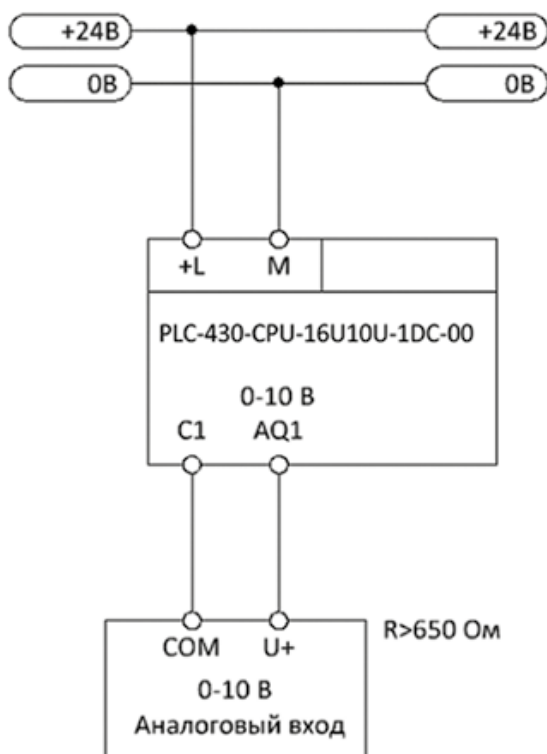 +24В +24В
0В 0В
+L M
PLC-430-CPU-16U10U-1DC-00
0-10 В
C1 AQ1
R>650 Ом
COM U+
0-10 В
Аналоговый вход